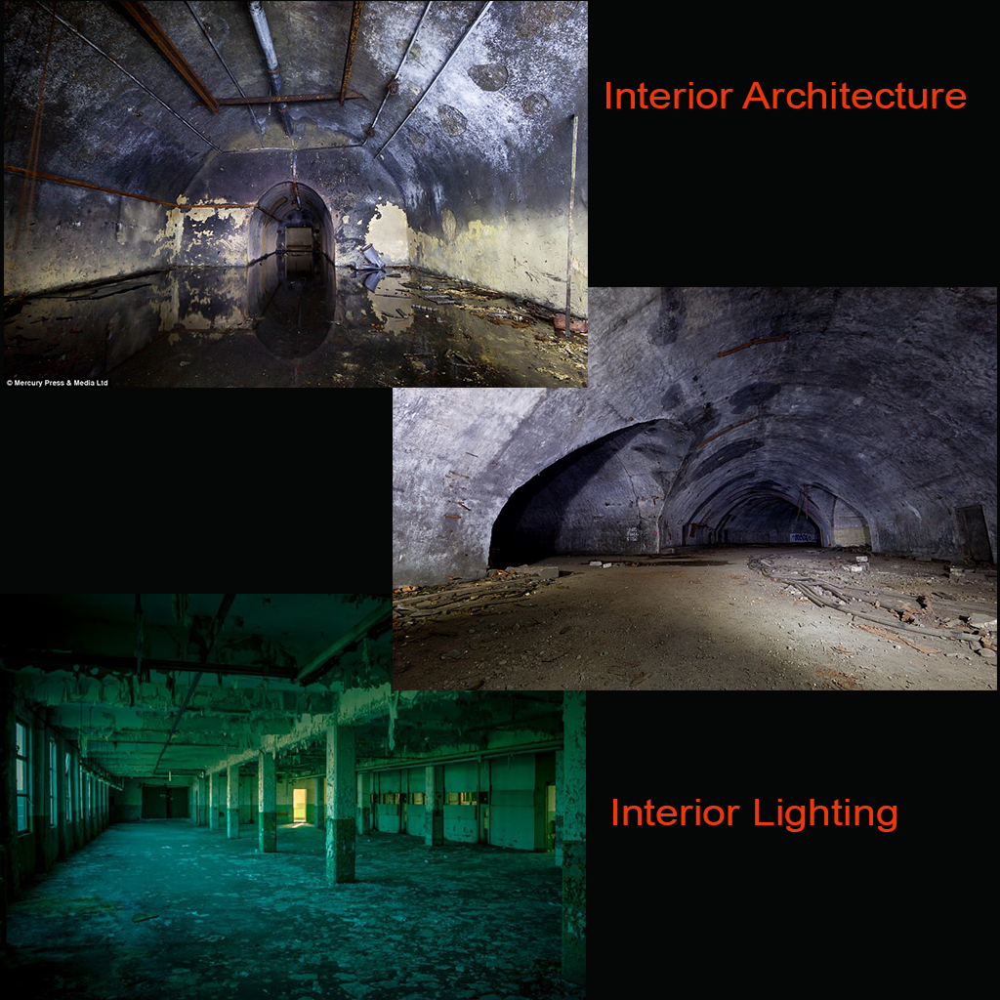 Interior Architecture
© Mercury Press & Media Ltd
Interior Lighting